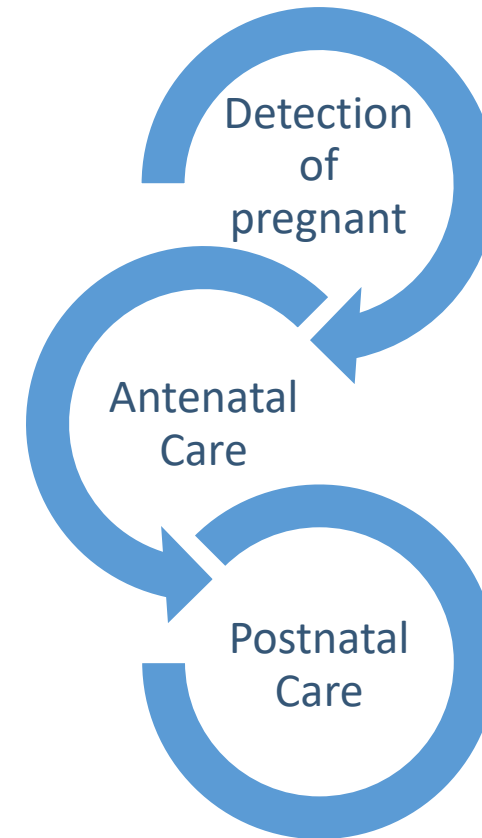 Detection
of
pregnant
Antenatal
Care
Postnatal
Care